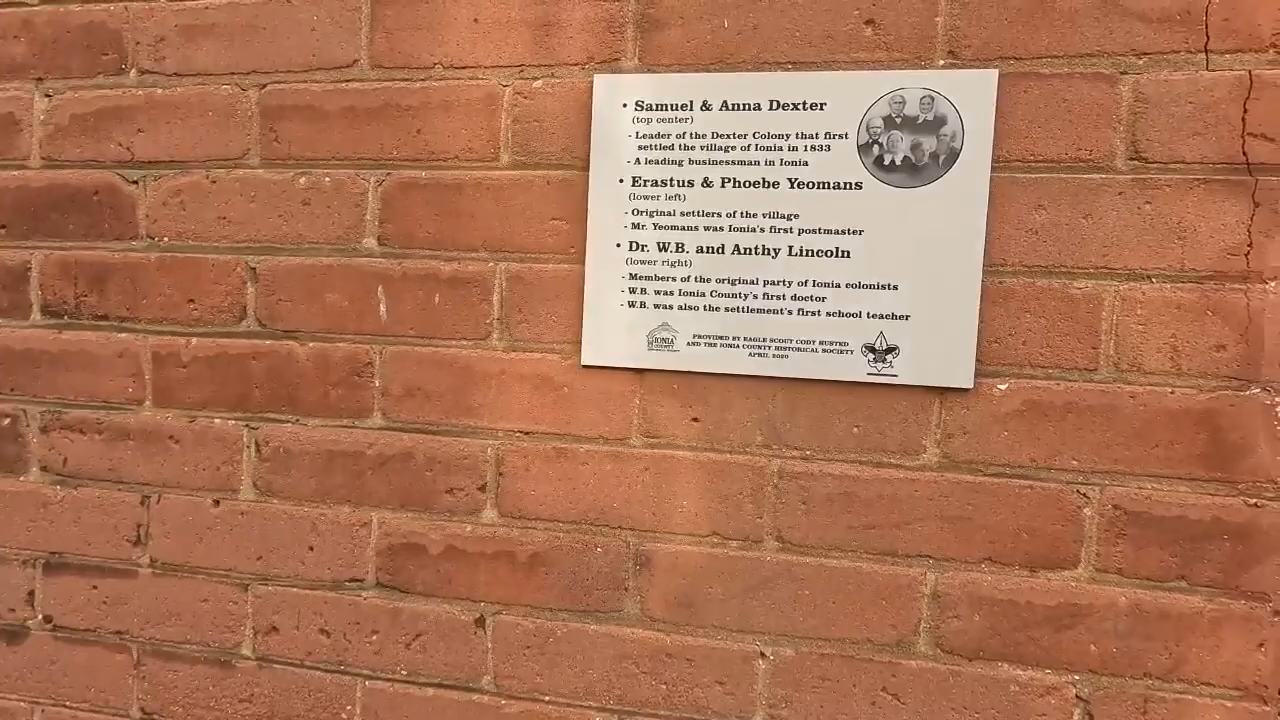 • Samuel & Anna Dexter
(top center)
- Leader of the Dexter Colony that first
settled the village of Ionia in 1833
- A leading businessman in Ionia
• Erastus & Phoebe Yeomans
(lower left)
- Original settlers of the village
- Mr. Yeomans was Ionia's first postmaster
• Dr. W.B. and Anthy Lincoln
(lower right)
- Members of the original party of Ionia colonists
- W.B. was Ionia County's first doctor
- W.B. was also the settlement's first school teacher
IONIA
COUNTY
PROVIDED BY EAGLE SCOUT CODY HUSTED
AND THE IONIA COUNTY HISTORICAL SOCIETY
APRIL 2020